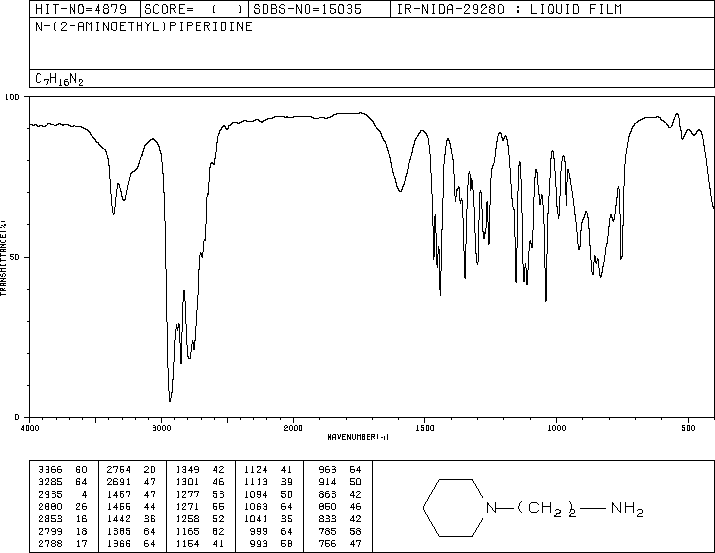 HIT-NO=4879 SCORE= ( ) SDBS-NO=15035 IR-NIDA-29280 : LIQUID FILM
N-(2-AMINOETHYL)PIPERIDINE
C7H16N2
100
TRANSMITTANCE(%)
50
0
4000 3000 2000 1500 1000 500
WAVENUMBER(-1)
3366 60 2764 20 1349 42 1124 41 963 64
3285 64 2691 47 1301 46 1113 39 914 50
2935 4 1467 47 1277 53 1094 50 863 42
2880 26 1456 44 1271 55 1063 64 850 46
2853 16 1442 36 1258 52 1041 35 833 42
2799 18 1385 64 1165 62 999 64 785 58
2788 17 1366 64 1154 41 993 58 756 47
N (CH2)2 NH2